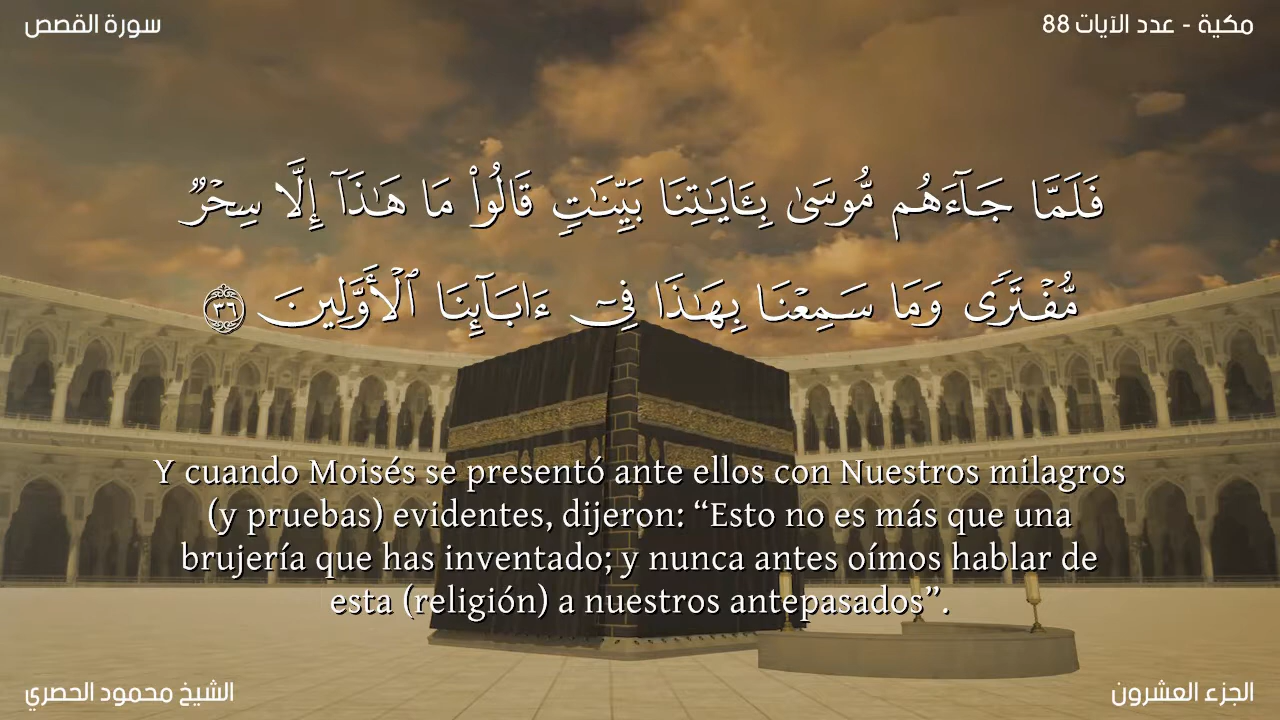 سورة القصص
مكية - عدد الآيات 88
فَلَمَّا جَآءَهُم مُّوسَىٰ بِـَٔايَـٰتِنَا بَيِّنَـٰتٍ قَالُوا۟ مَا هَـٰذَآ إِلَّا سِحْرٌ
مُّفْتَرًى وَمَا سَمِعْنَا بِهَـٰذَا فِىٓ ءَابَآئِنَا ٱلْأَوَّلِينَ ٣٦
Y cuando Moisés se presentó ante ellos con Nuestros milagros
(y pruebas) evidentes, dijeron: “Esto no es más que una
brujería que has inventado; y nunca antes oímos hablar de
esta (religión) a nuestros antepasados”.
الشيخ محمود الحصري
الجزء العشرون